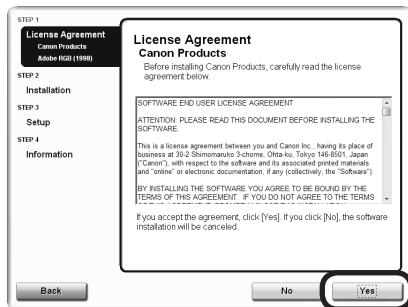 STEP 1
License Agreement
Canon Products
Adobe RGB (1998)
STEP 2
Installation
STEP 3
Setup
STEP 4
Information
License Agreement
Canon Products
Before installing Canon Products, carefully read the license
agreement below.
SOFTWARE END USER LICENSE AGREEMENT
ATTENTION: PLEASE READ THIS DOCUMENT BEFORE INSTALLING THE
SOFTWARE.
This is a license agreement between you and Canon Inc., having its place of
business at 30-2 Shimomaruko 3-chome, Ohta-ku, Tokyo 146-8501, Japan
("Canon"), with respect to the software and its associated printed materials
and "online" or electronic documentation, if any (collectively, the "Software").
BY INSTALLING THE SOFTWARE YOU AGREE TO BE BOUND BY THE
TERMS OF THIS AGREEMENT. IF YOU DO NOT AGREE TO THE TERMS
If you accept the agreement, click [Yes]. If you click [No], the software
installation will be canceled.
Back
No
Yes